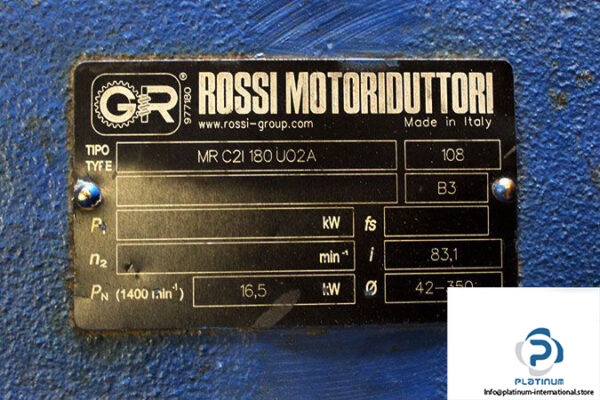 GR ® 977180 ROSSI MOTORIDUTTORI
www.rossi-group.com Made in Italy
TIPO
TYPE MR C2I 180 UO2A 108
B3
P₁ kW fs
n₂ min⁻¹ i 83,1
PN (1400 min⁻¹) 16,5 kW Ø 42-350
P
PLATINUM
Info@platinum-international.store